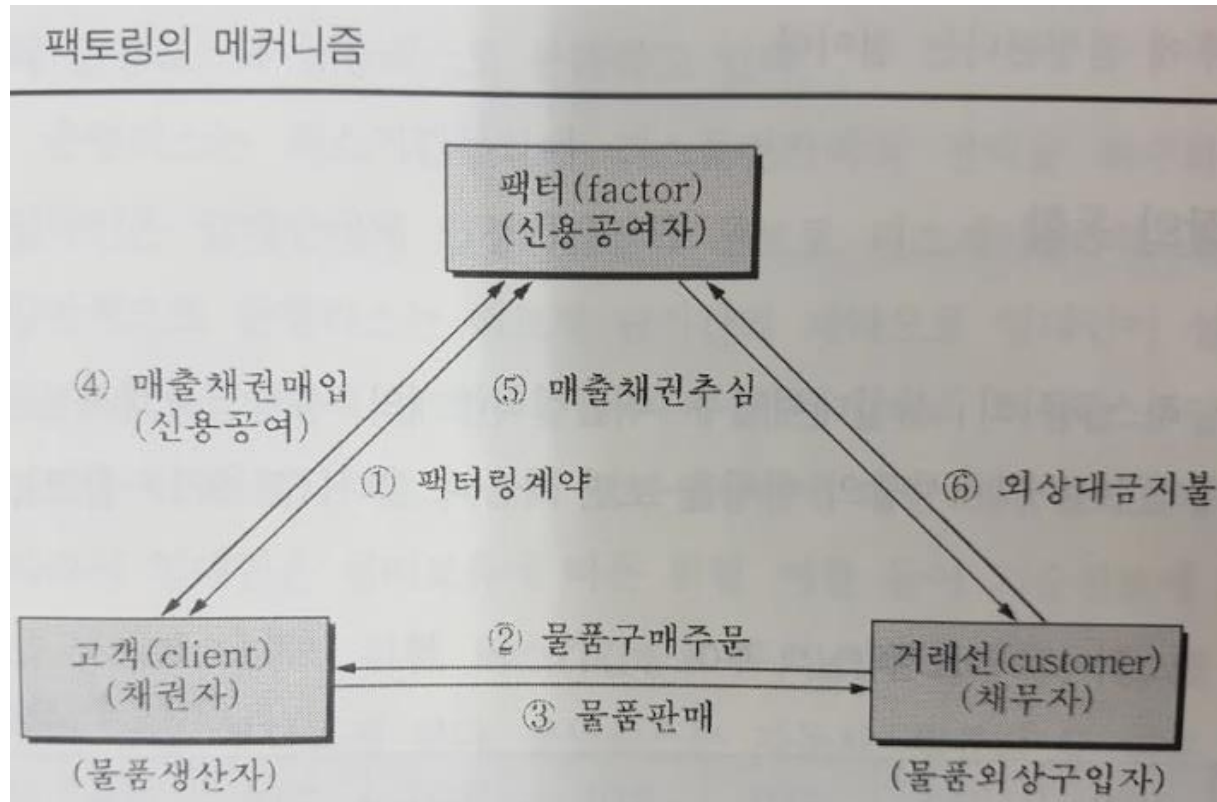 팩토링의 메커니즘
팩터(factor)
(신용공여자)
④ 매출채권매입
(신용공여)
⑤ 매출채권추심
① 팩터링계약
⑥ 외상대금지불
② 물품구매주문
③ 물품판매
고객(client)
(채권자)
(물품생산자)
거래선(customer)
(채무자)
(물품외상구입자)